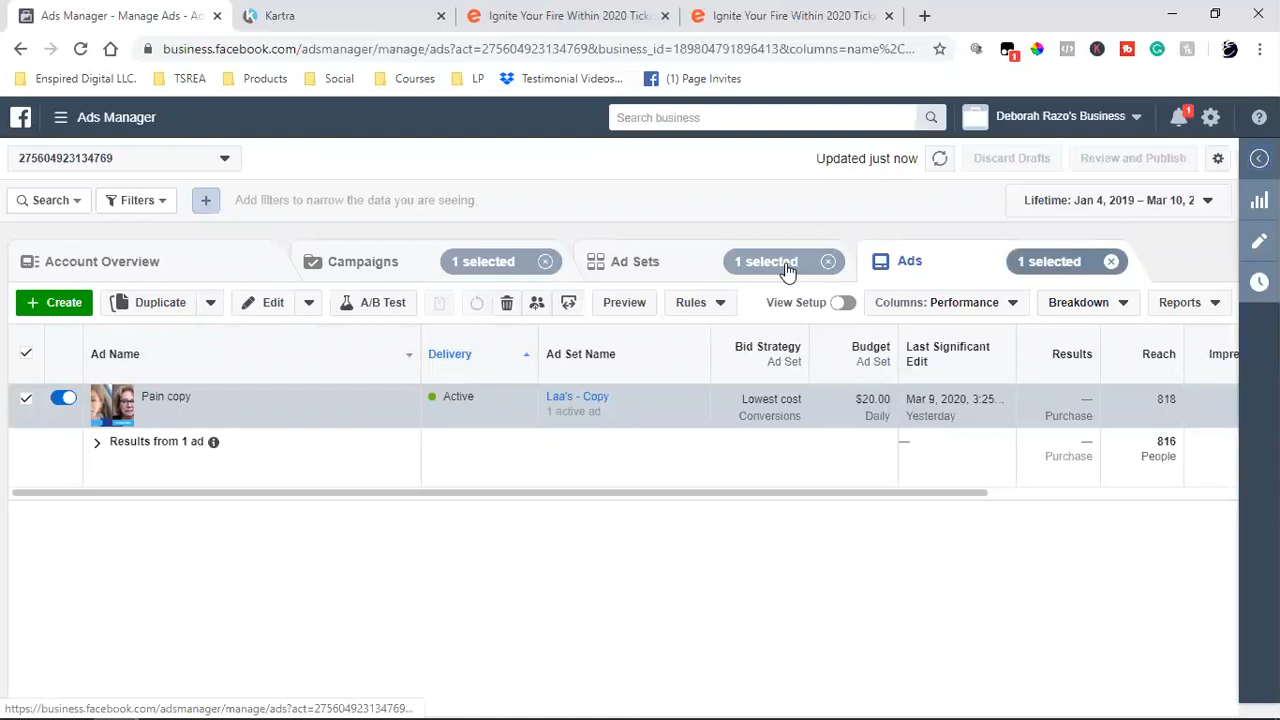 Ads Manager - Manage Ads - Ad
Kartra
Ignite Your Fire Within 2020 Tick
Ignite Your Fire Within 2020 Tick
business.facebook.com/adsmanager/manage/ads?act=275604923134769&business_id=189804791896413&columns=name%2C...
1
Enspired Digital LLC.
TSREA
Products
Social
Courses
LP
Testimonial Videos...
(1) Page Invites
Ads Manager
Search business
Deborah Razo's Business
1
275604923134769
Updated just now
Discard Drafts
Review and Publish
Search
Filters
Add filters to narrow the data you are seeing.
Lifetime: Jan 4, 2019 – Mar 10, 2
Account Overview
Campaigns
1 selected
Ad Sets
1 selected
Ads
1 selected
+ Create
Duplicate
Edit
A/B Test
Preview
Rules
View Setup
Columns: Performance
Breakdown
Reports
Ad Name
Delivery
Ad Set Name
Bid Strategy
Ad Set
Budget
Ad Set
Last Significant
Edit
Results
Reach
Impre
Pain copy
Active
Laa's - Copy
1 active ad
Lowest cost
Conversions
$20.00
Daily
Mar 9, 2020, 3:25...
Yesterday
—
Purchase
818
Results from 1 ad
—
—
Purchase
816
People
https://business.facebook.com/adsmanager/manage/ads?act=275604923134769...